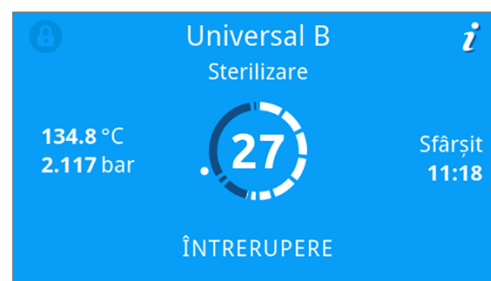 Universal B
Sterilizare
134.8 °C
2.117 bar
27
Sfârșit
11:18
ÎNTRERUPERE